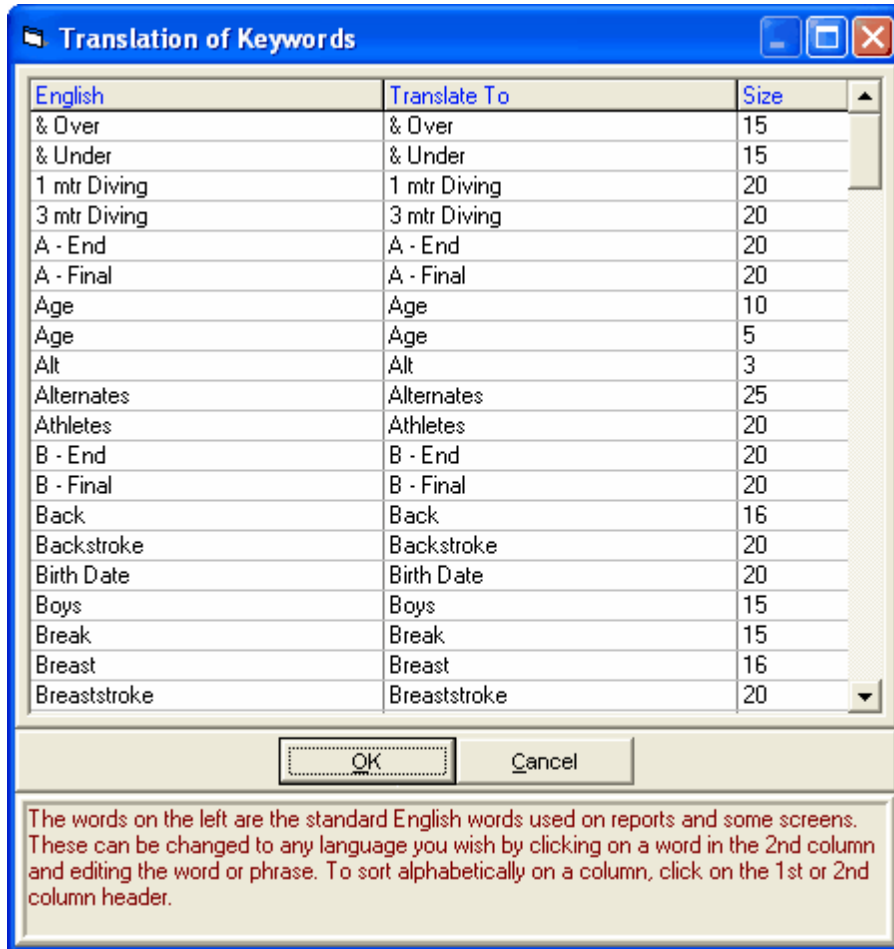 Translation of Keywords
English Translate To Size
& Over & Over 15
& Under & Under 15
1 mtr Diving 1 mtr Diving 20
3 mtr Diving 3 mtr Diving 20
A - End A - End 20
A - Final A - Final 20
Age Age 10
Age Age 5
Alt Alt 3
Alternates Alternates 25
Athletes Athletes 20
B - End B - End 20
B - Final B - Final 20
Back Back 16
Backstroke Backstroke 20
Birth Date Birth Date 20
Boys Boys 15
Break Break 15
Breast Breast 16
Breaststroke Breaststroke 20
OK Cancel
The words on the left are the standard English words used on reports and some screens.
These can be changed to any language you wish by clicking on a word in the 2nd column
and editing the word or phrase. To sort alphabetically on a column, click on the 1st or 2nd
column header.